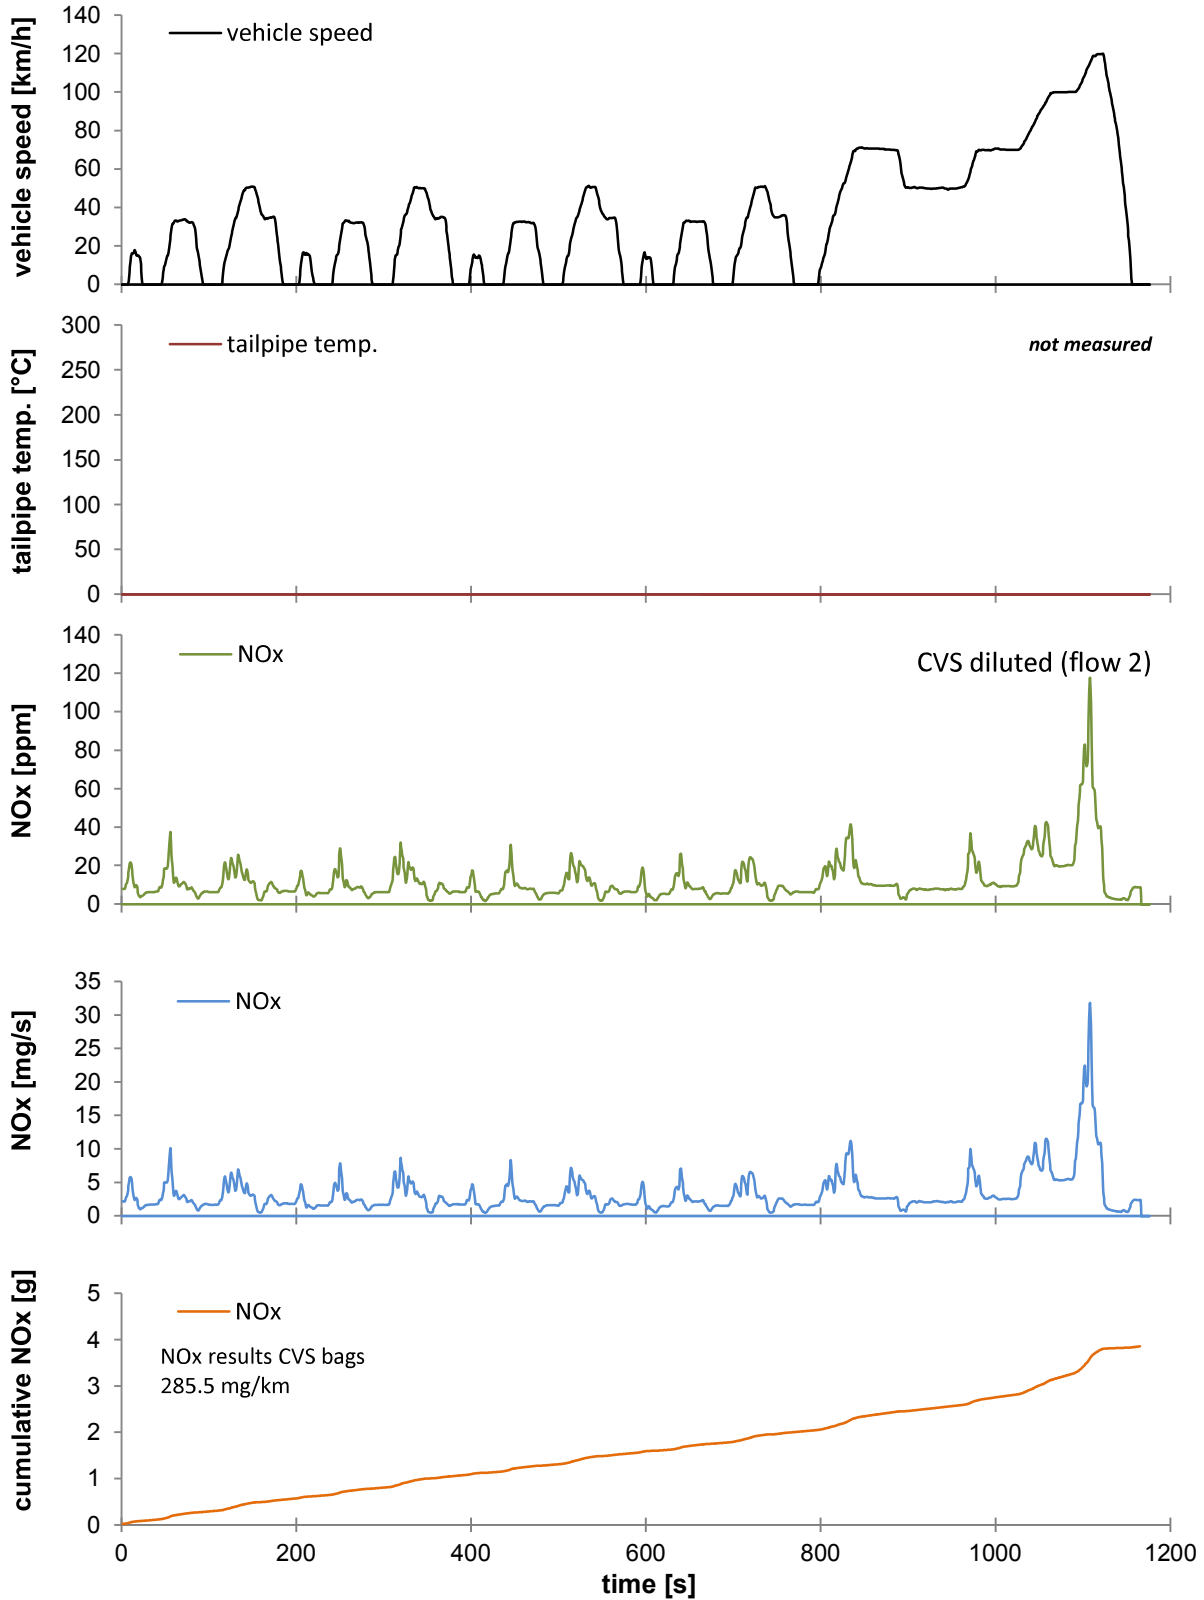 vehicle speed [km/h]
140
120
100
80
60
40
20
0
vehicle speed
tailpipe temp. [°C]
300
250
200
150
100
50
0
tailpipe temp.
not measured
NOx [ppm]
140
120
100
80
60
40
20
0
NOx
CVS diluted (flow 2)
NOx [mg/s]
35
30
25
20
15
10
5
0
NOx
cumulative NOx [g]
5
4
3
2
1
0
NOx
NOx results CVS bags
285.5 mg/km
0 200 400 600 800 1000 1200
time [s]